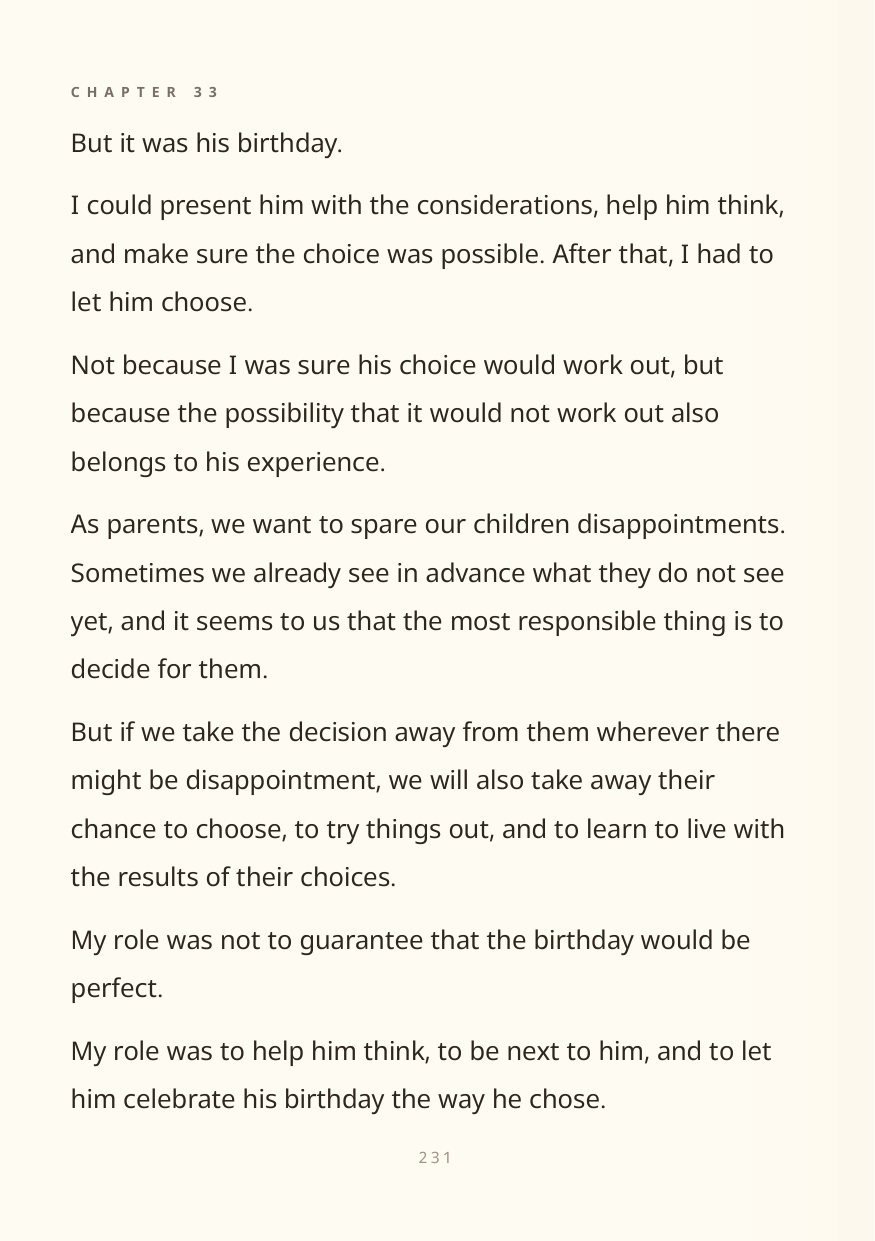 CHAPTER 33
But it was his birthday.
I could present him with the considerations, help him think,
and make sure the choice was possible. After that, I had to
let him choose.
Not because I was sure his choice would work out, but
because the possibility that it would not work out also
belongs to his experience.
As parents, we want to spare our children disappointments.
Sometimes we already see in advance what they do not see
yet, and it seems to us that the most responsible thing is to
decide for them.
But if we take the decision away from them wherever there
might be disappointment, we will also take away their
chance to choose, to try things out, and to learn to live with
the results of their choices.
My role was not to guarantee that the birthday would be
perfect.
My role was to help him think, to be next to him, and to let
him celebrate his birthday the way he chose.
231